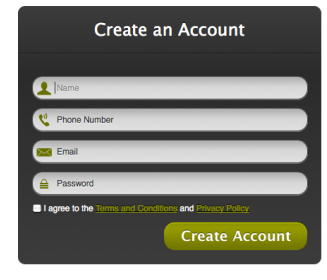 Create an Account
Name
Phone Number
Email
Password
I agree to the Terms and Conditions and Privacy Policy
Create Account